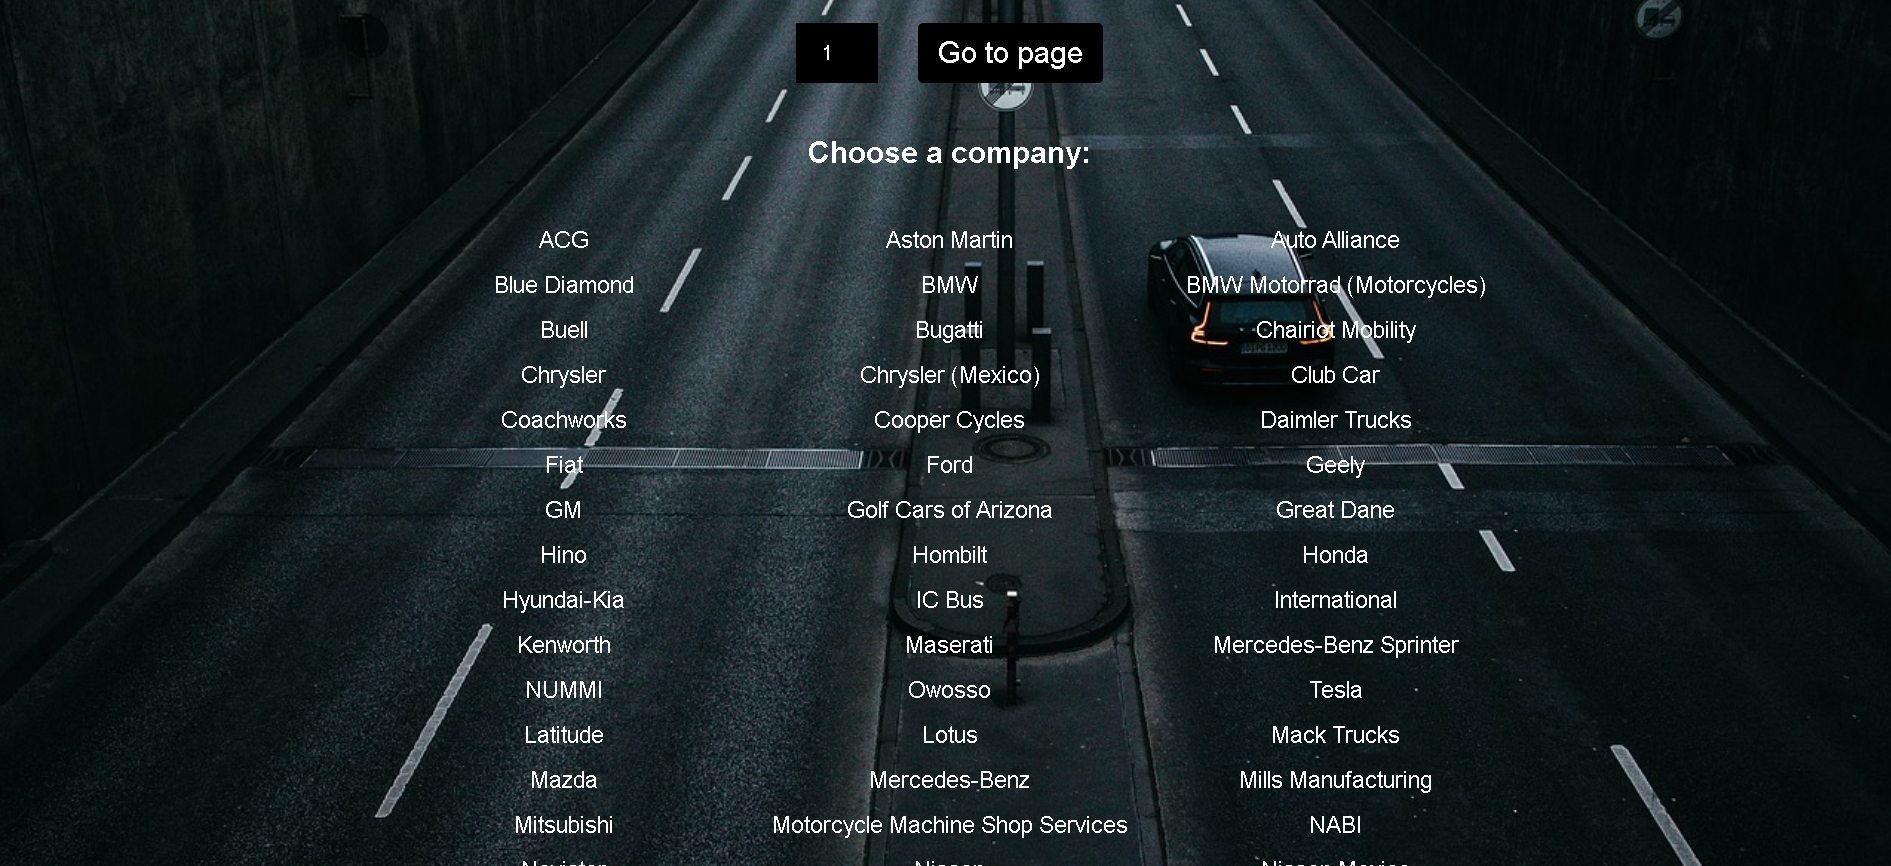 1 Go to page
Choose a company:
ACG Aston Martin Auto Alliance
Blue Diamond BMW BMW Motorrad (Motorcycles)
Buell Bugatti Chairiot Mobility
Chrysler Chrysler (Mexico) Club Car
Coachworks Cooper Cycles Daimler Trucks
Fiat Ford Geely
GM Golf Cars of Arizona Great Dane
Hino Hombilt Honda
Hyundai-Kia IC Bus International
Kenworth Maserati Mercedes-Benz Sprinter
NUMMI Owosso Tesla
Latitude Lotus Mack Trucks
Mazda Mercedes-Benz Mills Manufacturing
Mitsubishi Motorcycle Machine Shop Services NABI